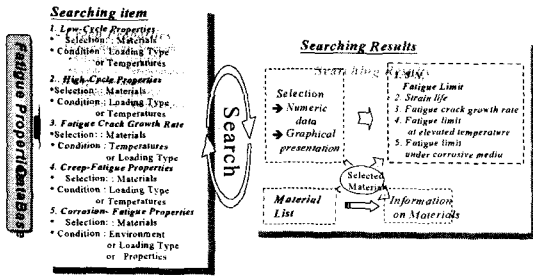 Fatigue Properties DataBase
Searching item
1. Low-Cycle Properties
* Selection: : Materials
* Condition : Loading Type
or Temperatures
2. High-Cycle Properties
*Selection: : Materials
* Condition : Loading Type
or Temperatures
3. Fatigue Crack Growth Rate
*Selection: : Materials
* Condition : Temperatures
or Loading Type
4. Creep-Fatigue Properties
* Selection: : Materials
* Condition : Loading Type
or Temperatures
5. Corrosion- Fatigue Properties
* Selection: : Materials
* Condition : Environment
or Loading Type
or Properties
Search
Searching Results
Selection
→ Numeric
data
→ Graphical
presentation
Fatigue Limit
2. Strain life
3. Fatigue crack growth rate
4. Fatigue limit
at elevated temperature
5. Fatigue limit
under corrosive media
Selected
Material
Material
List
Information
on Materials